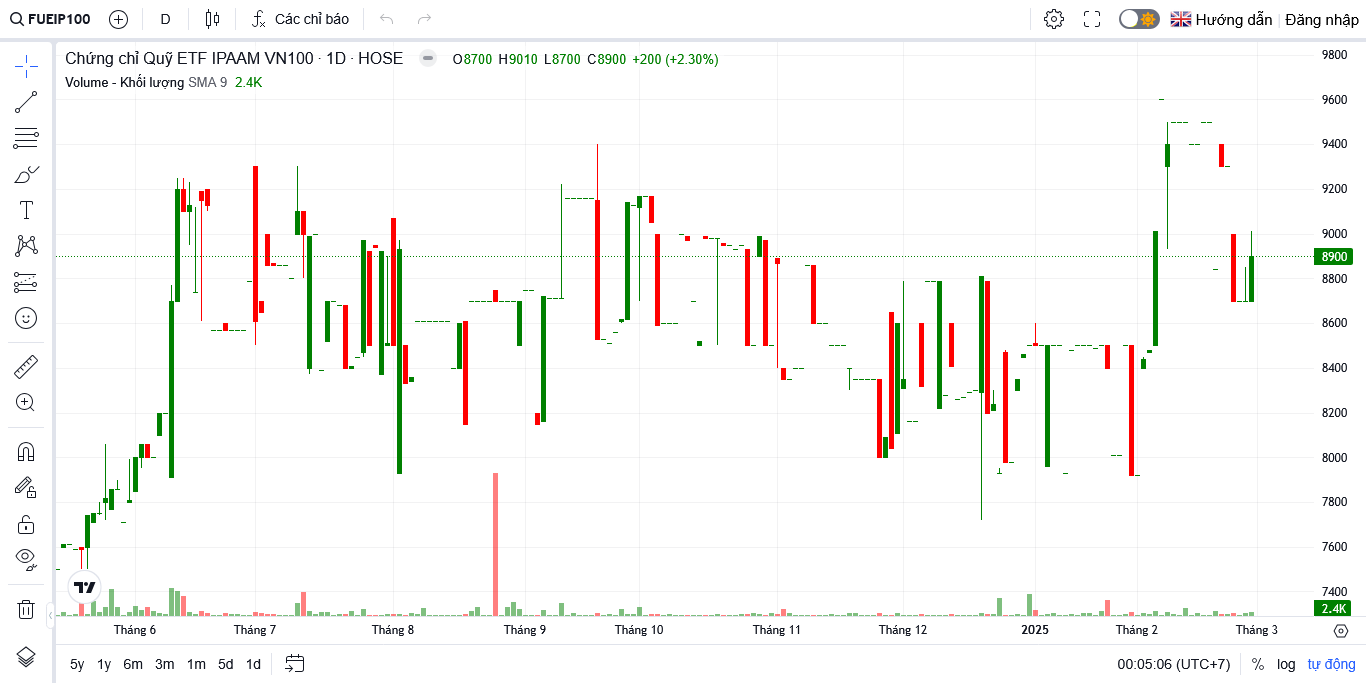 FUEIP100 D Các chỉ báo Hướng dẫn Đăng nhập
Chứng chỉ Quỹ ETF IPAAM VN100 · 1D · HOSE O8700 H9010 L8700 C8900 +200 (+2.30%)
Volume - Khối lượng SMA 9 2.4K
9800
9600
9400
9200
9000
8900
8800
8600
8400
8200
8000
7800
7600
7400
2.4K
Tháng 6 Tháng 7 Tháng 8 Tháng 9 Tháng 10 Tháng 11 Tháng 12 2025 Tháng 2 Tháng 3
5y 1y 6m 3m 1m 5d 1d 00:05:06 (UTC+7) % log tự động